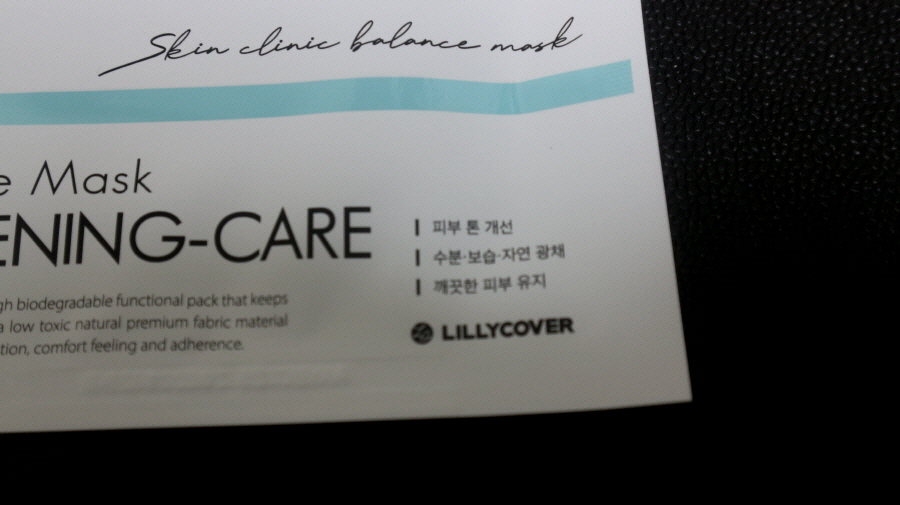 Skin clinic balance mask
e Mask
ENING-CARE
피부 톤 개선
수분·보습·자연 광채
깨끗한 피부 유지
gh biodegradable functional pack that keeps
a low toxic natural premium fabric material
tion, comfort feeling and adherence.
LILLYCOVER